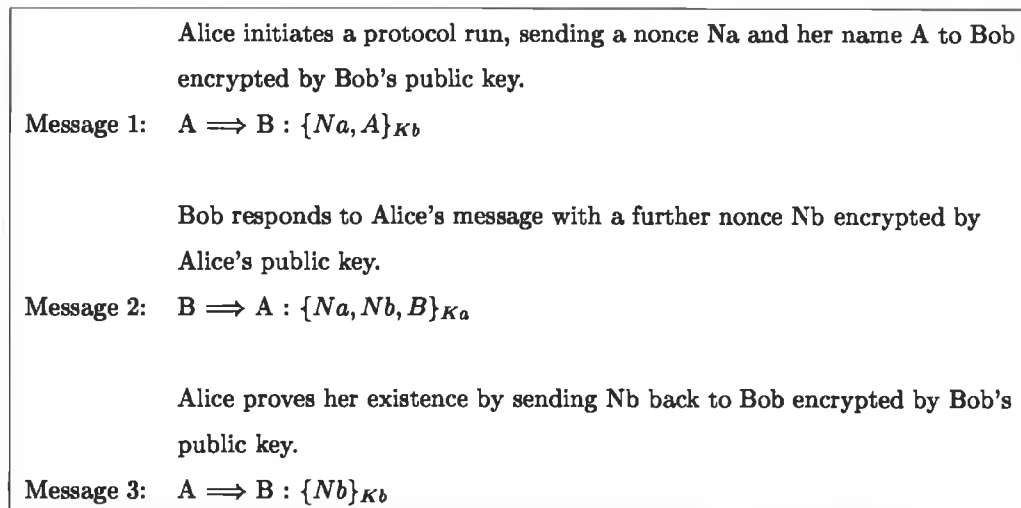 Alice initiates a protocol run, sending a nonce Na and her name A to Bob
encrypted by Bob's public key.
Message 1: A ⟹ B : {Na, A}Kb
Bob responds to Alice's message with a further nonce Nb encrypted by
Alice's public key.
Message 2: B ⟹ A : {Na, Nb, B}Ka
Alice proves her existence by sending Nb back to Bob encrypted by Bob's
public key.
Message 3: A ⟹ B : {Nb}Kb